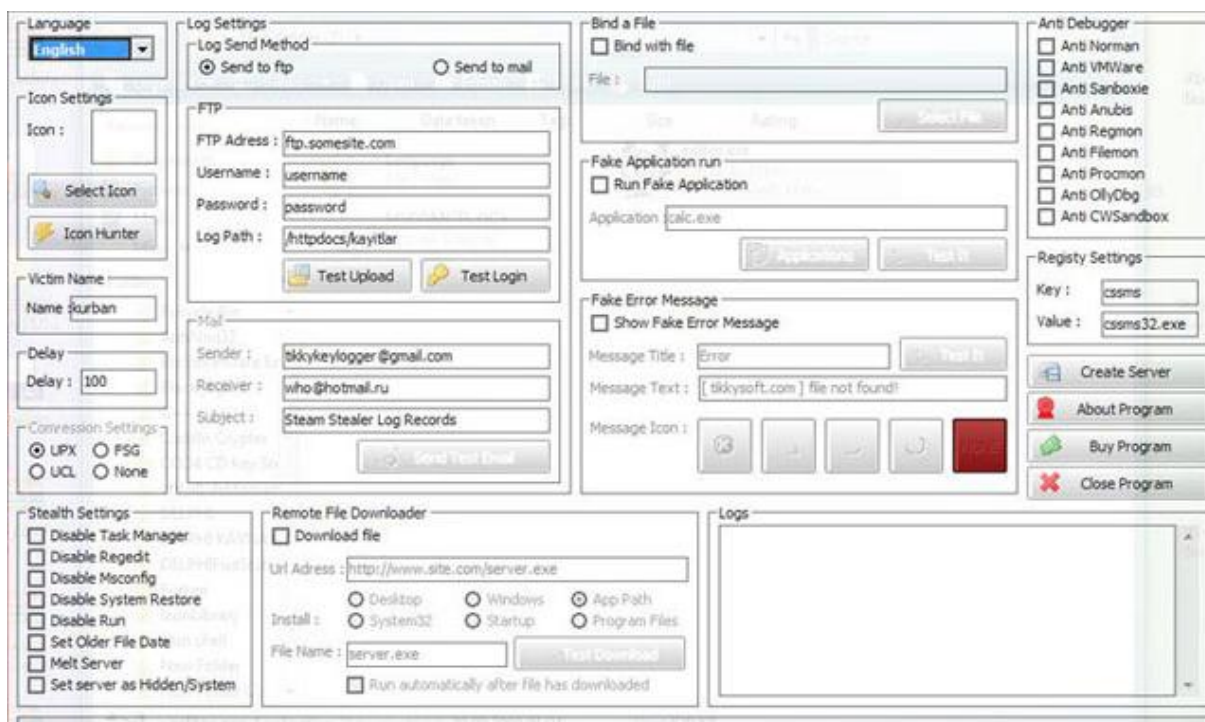 Language
English
Icon Settings
Icon :
Select Icon
Icon Hunter
Victim Name
Name :
kurban
Delay
Delay :
100
Comression Settings
UPX
FSG
UCL
None
Log Settings
Log Send Method
Send to ftp
Send to mail
FTP
FTP Adress :
ftp.somesite.com
Username :
username
Password :
password
Log Path :
/httpdocs/kayitlar
Test Upload
Test Login
Mail
Sender :
tikkykeylogger@gmail.com
Receiver :
who@hotmail.ru
Subject :
Steam Stealer Log Records
Send Test Email
Bind a File
Bind with file
File :
Select File
Fake Application run
Run Fake Application
Application :
calc.exe
Applications
Test It
Fake Error Message
Show Fake Error Message
Message Title :
Error
Test It
Message Text :
[ tikkysoft.com ] file not found!
Message Icon :
Anti Debugger
Anti Norman
Anti VMWare
Anti Sanboxie
Anti Anubis
Anti Regmon
Anti Filemon
Anti Procmon
Anti OllyDbg
Anti CWSandbox
Registy Settings
Key :
cssms
Value :
cssms32.exe
Create Server
About Program
Buy Program
Close Program
Stealth Settings
Disable Task Manager
Disable Regedit
Disable Msconfig
Disable System Restore
Disable Run
Set Older File Date
Melt Server
Set server as Hidden/System
Remote File Downloader
Download file
Url Adress :
http://www.site.com/server.exe
Install :
Desktop
Windows
App Path
System32
Startup
Program Files
File Name :
server.exe
Test Download
Run automatically after file has downloaded
Logs